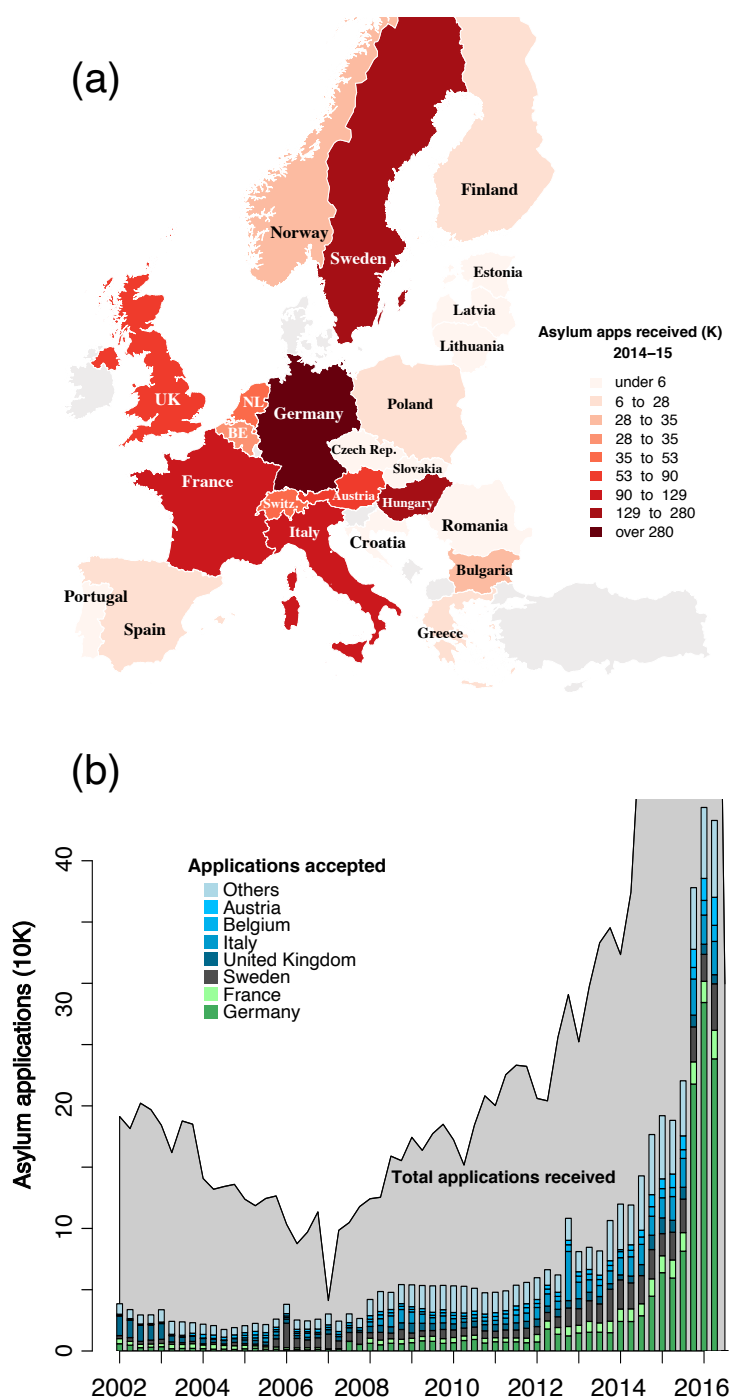 (a)
Finland
Norway
Sweden
Estonia
Latvia
Lithuania
Asylum apps received (K)
2014–15
under 6
6 to 28
28 to 35
28 to 35
35 to 53
53 to 90
90 to 129
129 to 280
over 280
UK
NL
Germany
Poland
BE
Czech Rep.
Slovakia
France
Switz.
Austria
Hungary
Italy
Romania
Croatia
Bulgaria
Portugal
Spain
Greece
(b)
Asylum applications (10K)
40
30
20
10
0
Applications accepted
Others
Austria
Belgium
Italy
United Kingdom
Sweden
France
Germany
Total applications received
2002 2004 2006 2008 2010 2012 2014 2016